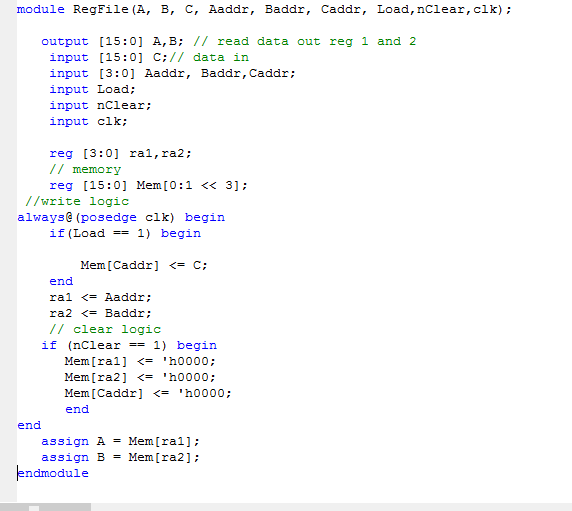 module RegFile(A, B, C, Aaddr, Baddr, Caddr, Load,nClear,clk);
output [15:0] A,B; // read data out reg 1 and 2
input [15:0] C;// data in
input [3:0] Aaddr, Baddr,Caddr;
input Load;
input nClear;
input clk;
reg [3:0] ra1,ra2;
// memory
reg [15:0] Mem[0:1 << 3];
//write logic
always@(posedge clk) begin
if(Load == 1) begin
Mem[Caddr] <= C;
end
ra1 <= Aaddr;
ra2 <= Baddr;
// clear logic
if (nClear == 1) begin
Mem[ra1] <= 'h0000;
Mem[ra2] <= 'h0000;
Mem[Caddr] <= 'h0000;
end
end
assign A = Mem[ra1];
assign B = Mem[ra2];
endmodule